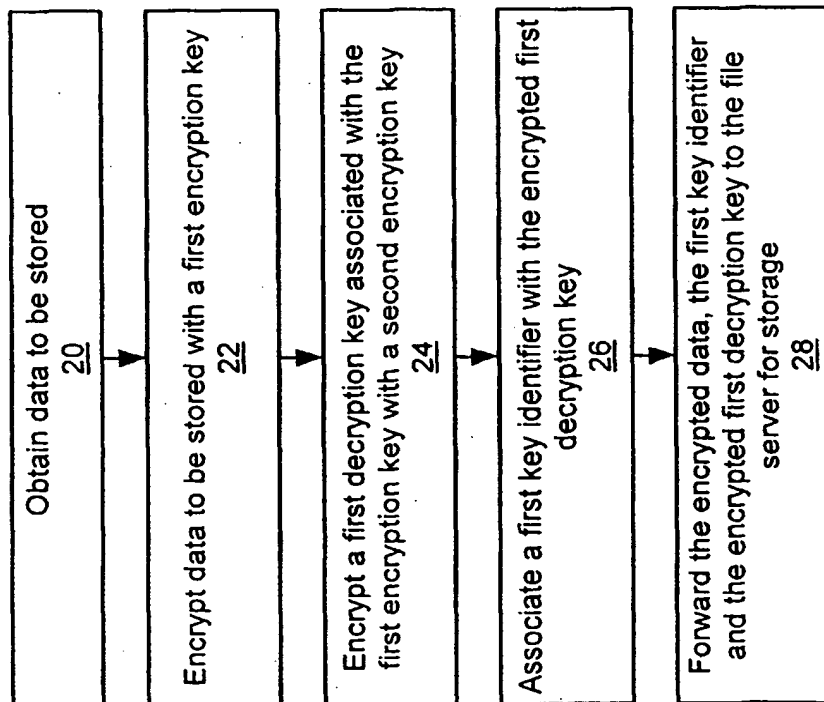 Obtain data to be stored
20
Encrypt data to be stored with a first encryption key
22
Encrypt a first decryption key associated with the
first encryption key with a second encryption key
24
Associate a first key identifier with the encrypted first
decryption key
26
Forward the encrypted data, the first key identifier
and the encrypted first decryption key to the file
server for storage
28